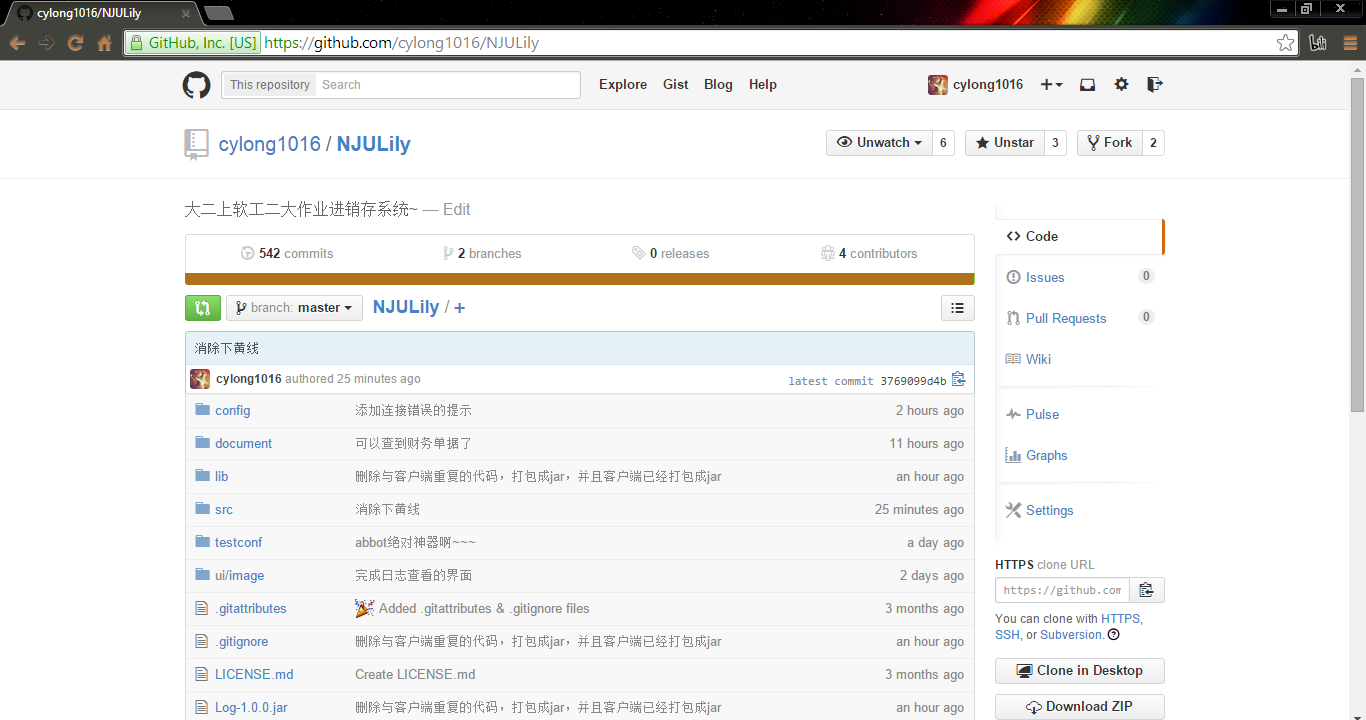 cylong1016/NJULily
GitHub, Inc. [US] https://github.com/cylong1016/NJULily
This repository Search Explore Gist Blog Help cylong1016
cylong1016 / NJULily
Unwatch 6 Unstar 3 Fork 2
大二上软工二大作业进销存系统~ — Edit
542 commits 2 branches 0 releases 4 contributors
branch: master NJULily / +
消除下黄线
cylong1016 authored 25 minutes ago latest commit 3769099d4b
config 添加连接错误的提示 2 hours ago
document 可以查到财务单据了 11 hours ago
lib 删除与客户端重复的代码，打包成jar，并且客户端已经打包成jar an hour ago
src 消除下黄线 25 minutes ago
testconf abbot绝对神器啊~~~ a day ago
ui/image 完成日志查看的界面 2 days ago
.gitattributes Added .gitattributes & .gitignore files 3 months ago
.gitignore 删除与客户端重复的代码，打包成jar，并且客户端已经打包成jar an hour ago
LICENSE.md Create LICENSE.md 3 months ago
Log-1.0.0.jar 删除与客户端重复的代码，打包成jar，并且客户端已经打包成jar an hour ago
Code
Issues 0
Pull Requests 0
Wiki
Pulse
Graphs
Settings
HTTPS clone URL
https://github.com
You can clone with HTTPS,
SSH, or Subversion.
Clone in Desktop
Download ZIP